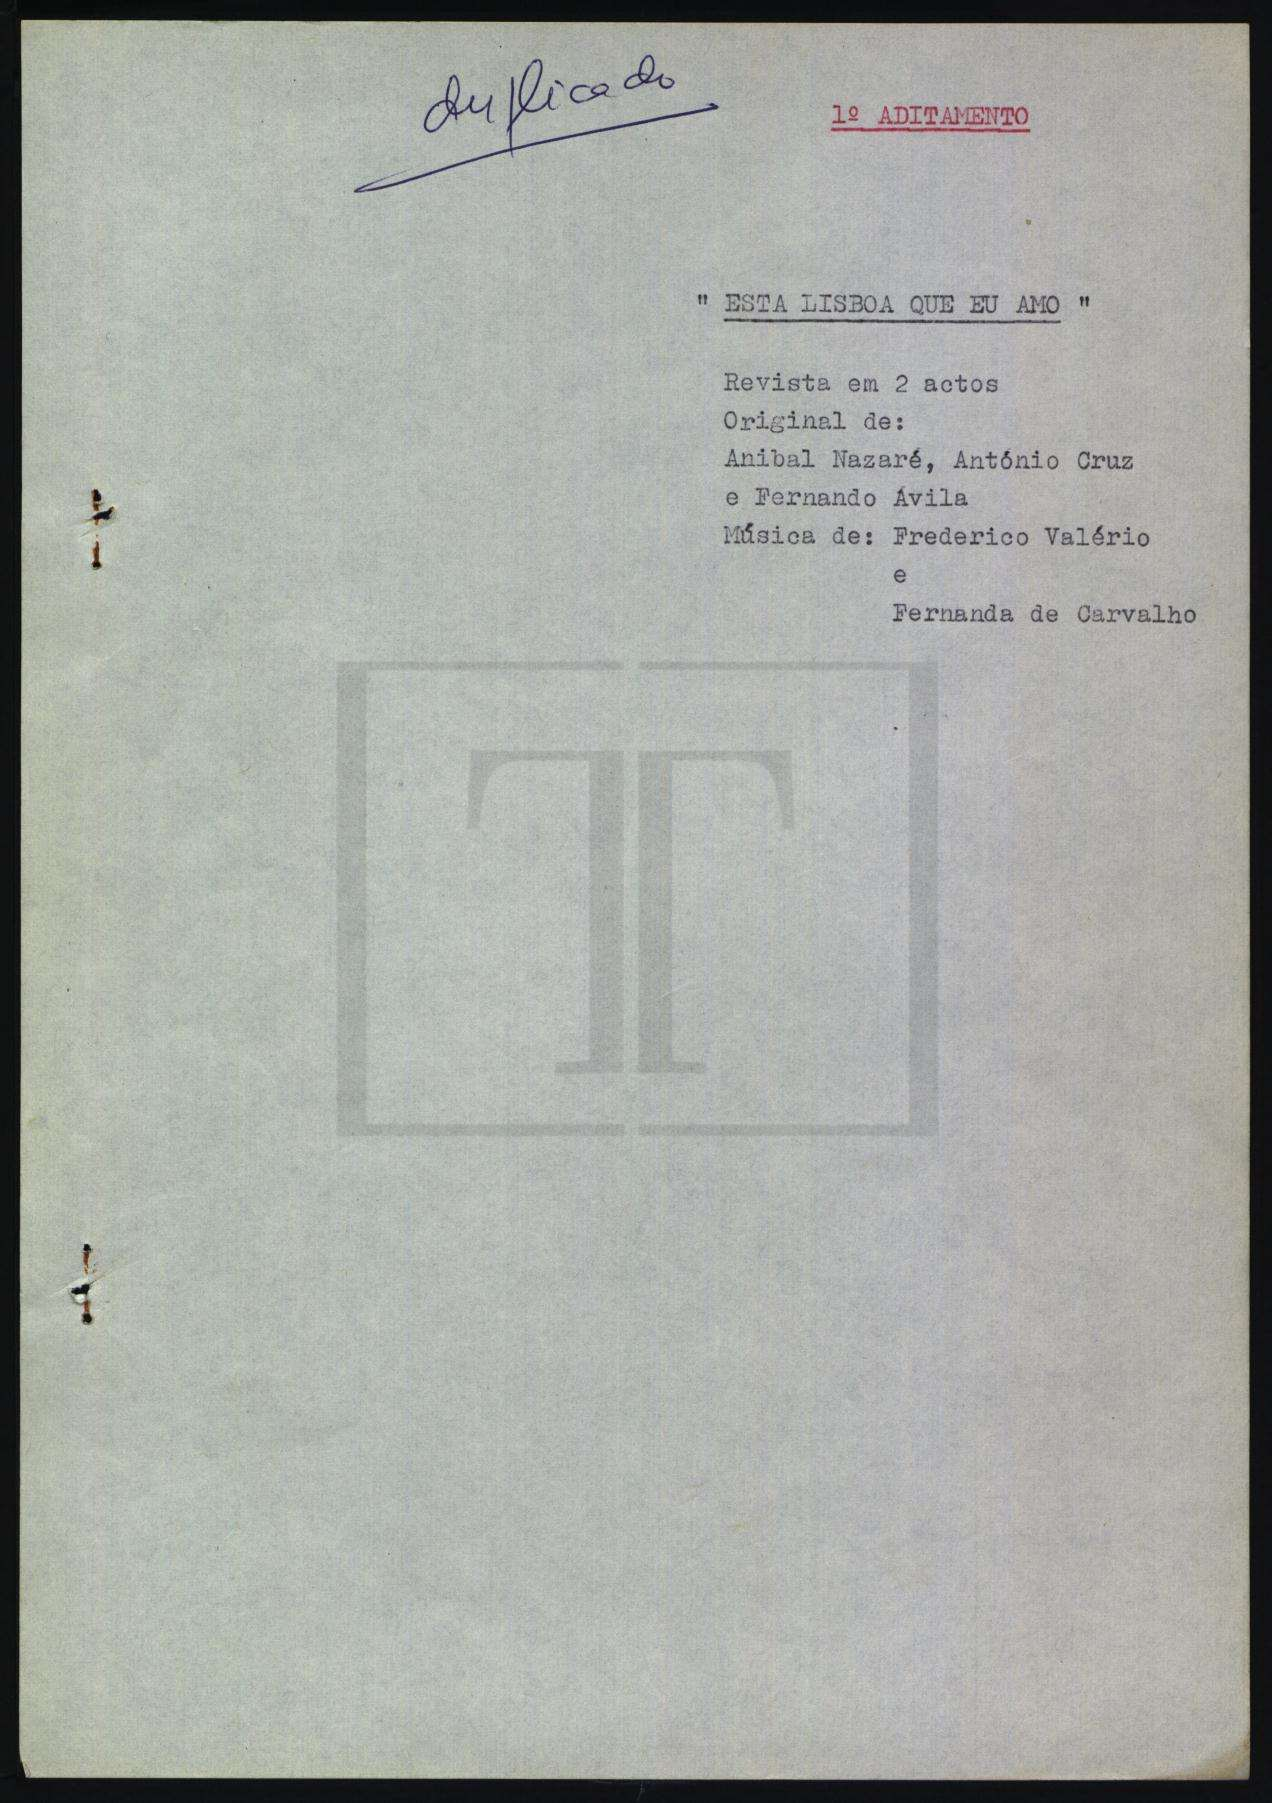 duplicado
1º ADITAMENTO
" ESTA LISBOA QUE EU AMO "
Revista em 2 actos
Original de:
Anibal Nazaré, António Cruz
e Fernando Ávila
Música de: Frederico Valério
e
Fernanda de Carvalho
TT